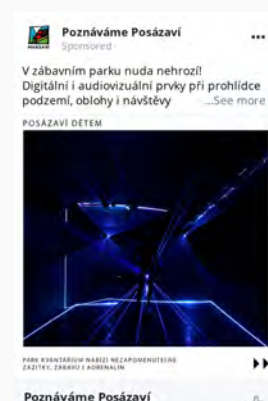 Poznáváme Posázaví
Sponsored ·
V zábavním parku nuda nehrozí!
Digitální i audiovizuální prvky při prohlídce
podzemí, oblohy i návštěvy ...See more
POSÁZAVÍ DĚTEM
PARK KVANTÁRIUM NABÍZÍ NEZAPOMENUTELNÉ
ZÁŽITKY, ZÁBAVU I ADRENALIN
Poznáváme Posázaví